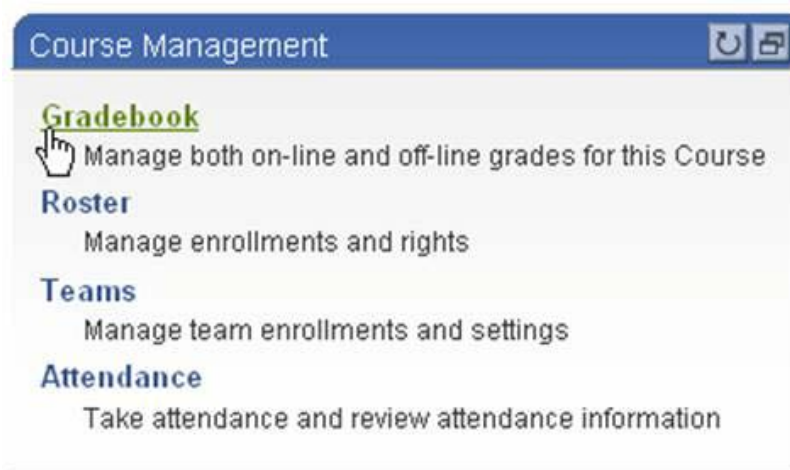 Course Management
Gradebook
Manage both on-line and off-line grades for this Course
Roster
Manage enrollments and rights
Teams
Manage team enrollments and settings
Attendance
Take attendance and review attendance information